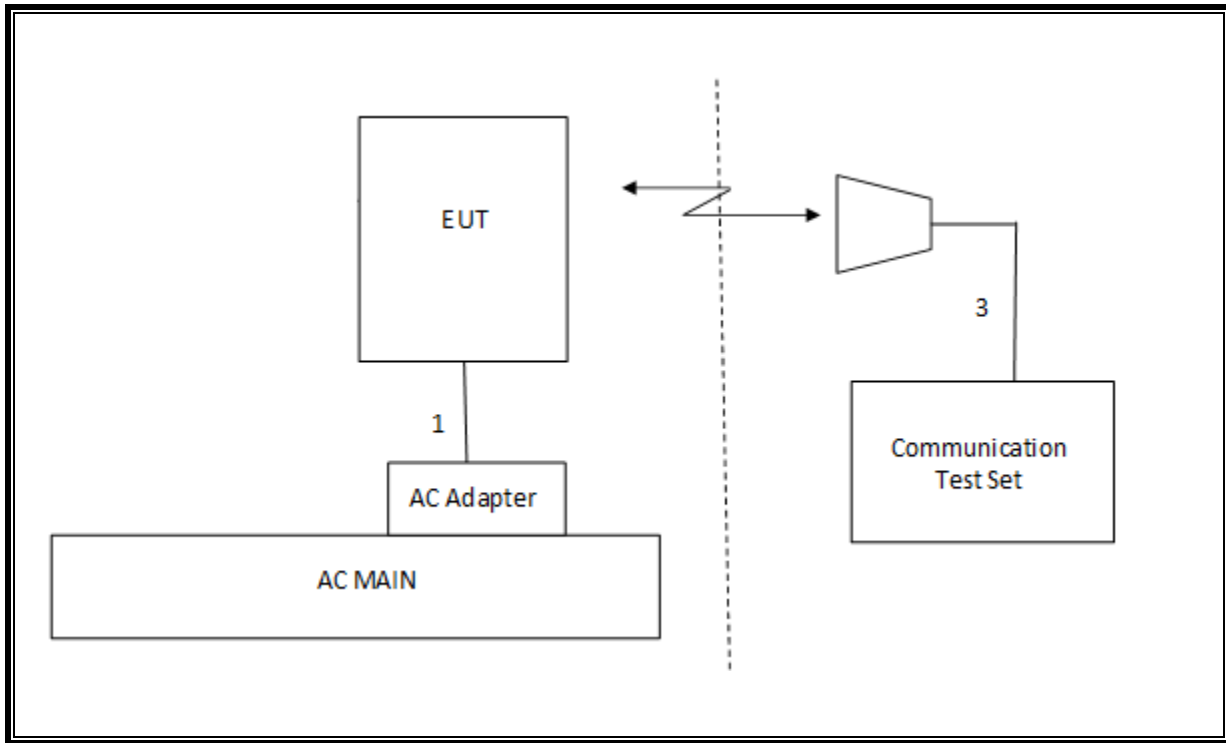 EUT
3
1
Communication
Test Set
AC Adapter
AC MAIN